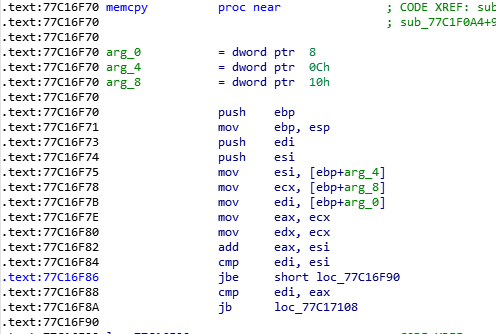 .text:77C16F70 memcpy proc near ; CODE XREF: sub
.text:77C16F70 ; sub_77C1F0A4+9
.text:77C16F70
.text:77C16F70 arg_0 = dword ptr 8
.text:77C16F70 arg_4 = dword ptr 0Ch
.text:77C16F70 arg_8 = dword ptr 10h
.text:77C16F70
.text:77C16F70 push ebp
.text:77C16F71 mov ebp, esp
.text:77C16F73 push edi
.text:77C16F74 push esi
.text:77C16F75 mov esi, [ebp+arg_4]
.text:77C16F78 mov ecx, [ebp+arg_8]
.text:77C16F7B mov edi, [ebp+arg_0]
.text:77C16F7E mov eax, ecx
.text:77C16F80 mov edx, ecx
.text:77C16F82 add eax, esi
.text:77C16F84 cmp edi, esi
.text:77C16F86 jbe short loc_77C16F90
.text:77C16F88 cmp edi, eax
.text:77C16F8A jb loc_77C17108
.text:77C16F90